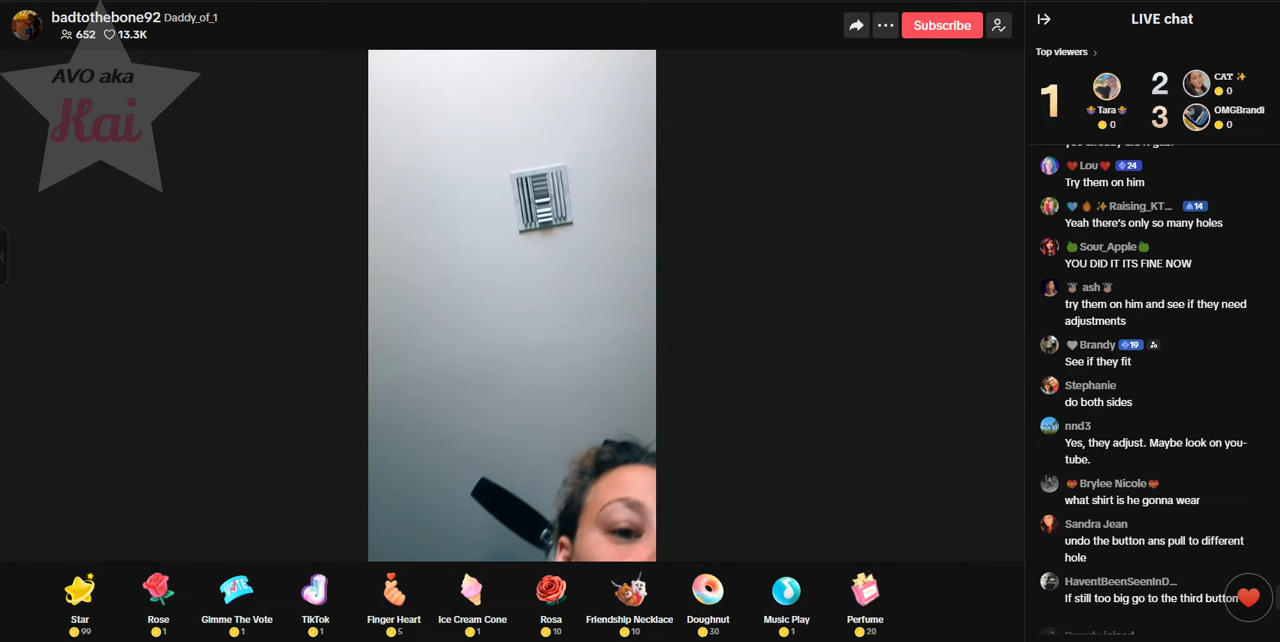 badtothebone92 Daddy_of_1
652 13.3K
Subscribe
AVO aka
Kai
LIVE chat
Top viewers
1
Tara
0
2
CAT
0
3
OMGBrandi
0
Lou 24
Try them on him
Raising_KT... 14
Yeah there's only so many holes
Sour_Apple
YOU DID IT ITS FINE NOW
ash
try them on him and see if they need
adjustments
Brandy 19
See if they fit
Stephanie
do both sides
nnd3
Yes, they adjust. Maybe look on you-
tube.
Brylee Nicole
what shirt is he gonna wear
Sandra Jean
undo the button ans pull to different
hole
HaventBeenSeenInD...
If still too big go to the third button
joined
Star
99
Rose
1
Gimme The Vote
1
TikTok
1
Finger Heart
5
Ice Cream Cone
1
Rosa
10
Friendship Necklace
10
Doughnut
30
Music Play
1
Perfume
20